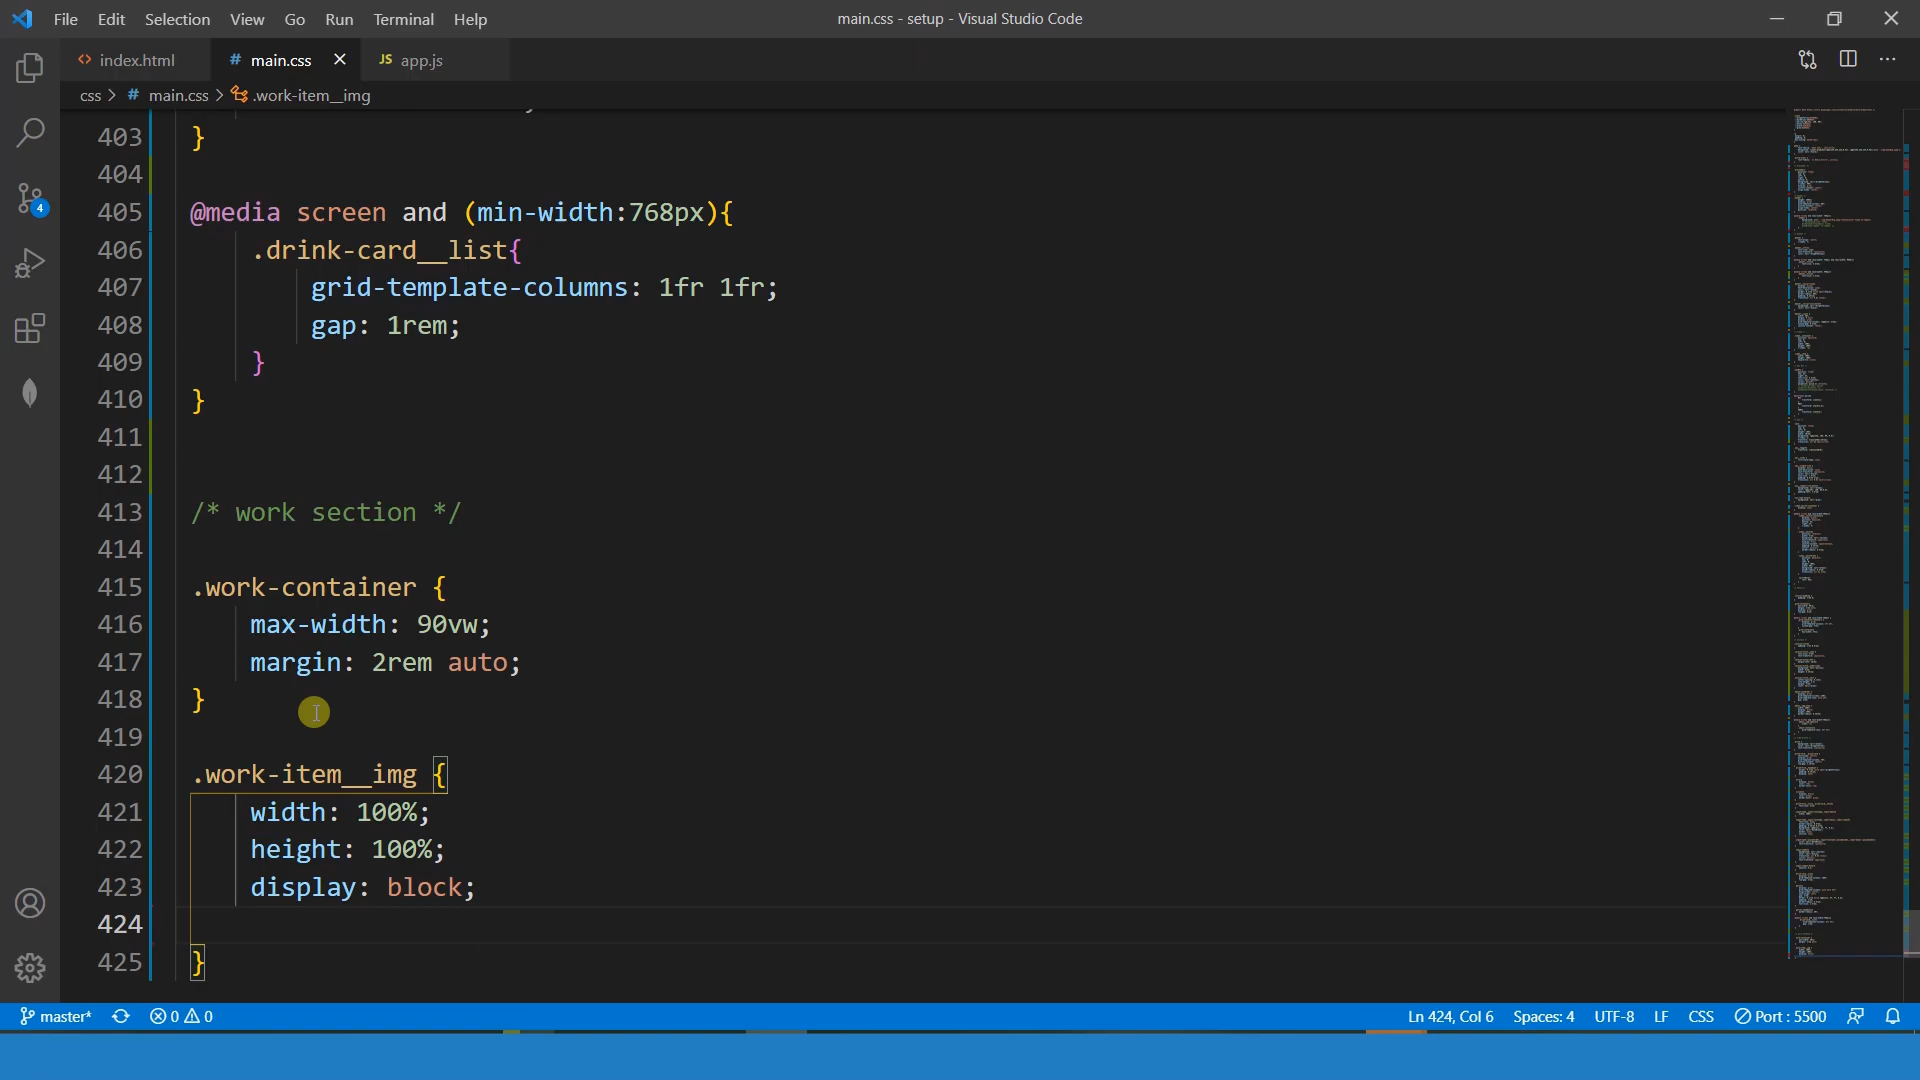 File Edit Selection View Go Run Terminal Help
main.css - setup - Visual Studio Code
index.html
# main.css
JS app.js
css > # main.css > .work-item__img
4
403 }
404
405 @media screen and (min-width:768px){
406 .drink-card__list{
407 grid-template-columns: 1fr 1fr;
408 gap: 1rem;
409 }
410 }
411
412
413 /* work section */
414
415 .work-container {
416 max-width: 90vw;
417 margin: 2rem auto;
418 }
419
420 .work-item__img {
421 width: 100%;
422 height: 100%;
423 display: block;
424
425 }
master* 0 0 Ln 424, Col 6 Spaces: 4 UTF-8 LF CSS Port : 5500